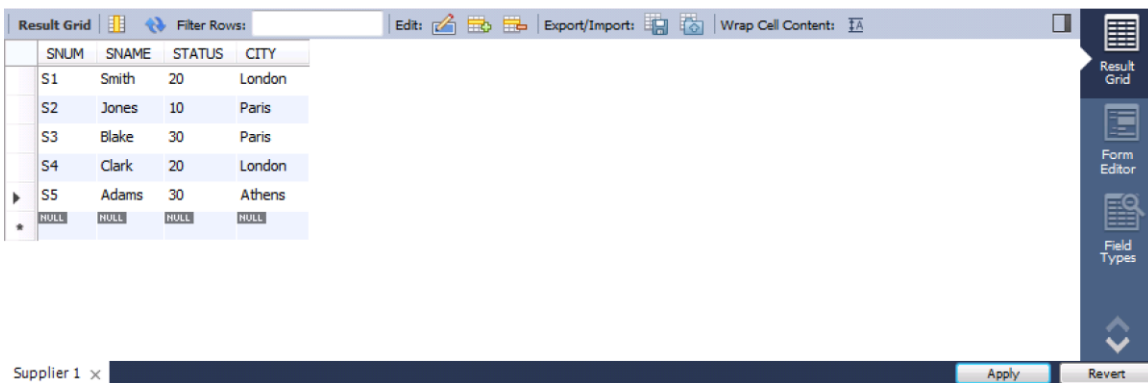 Result Grid Filter Rows: Edit: Export/Import: Wrap Cell Content: IA
SNUM SNAME STATUS CITY
S1 Smith 20 London
S2 Jones 10 Paris
S3 Blake 30 Paris
S4 Clark 20 London
S5 Adams 30 Athens
NULL NULL NULL NULL
Result
Grid
Form
Editor
Field
Types
Supplier 1 × Apply Revert